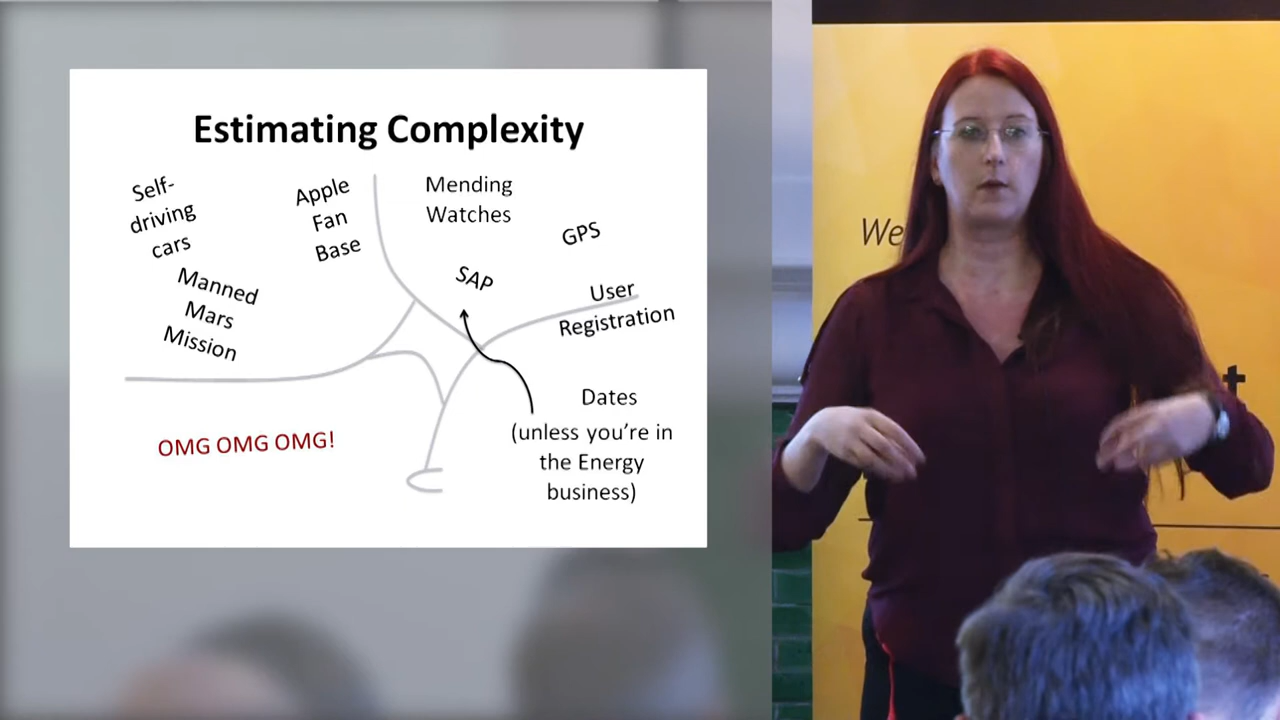 Estimating Complexity
Self-
driving
cars
Apple
Fan
Base
Mending
Watches
GPS
SAP
Manned
Mars
Mission
User
Registration
OMG OMG OMG!
Dates
(unless you’re in
the Energy
business)
We